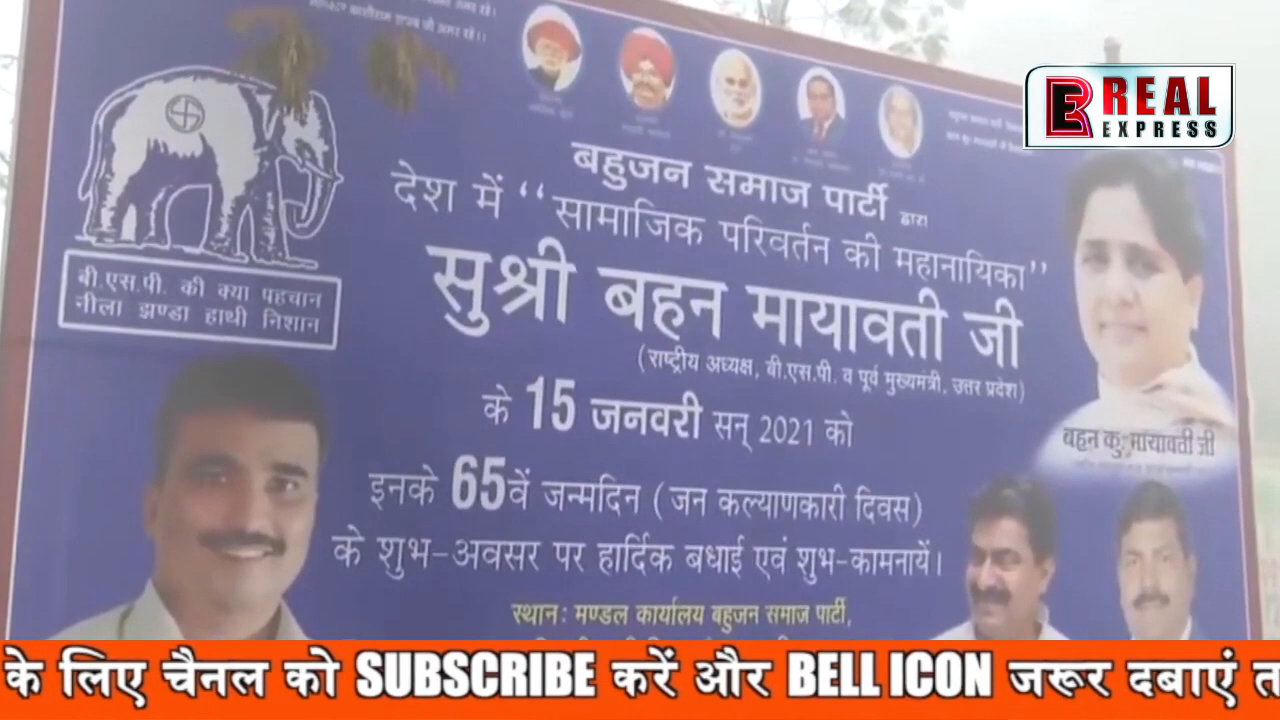 REAL
EXPRESS
बहुजन समाज पार्टी द्वारा
देश में ‘‘सामाजिक परिवर्तन की महानायिका’’
सुश्री बहन मायावती जी
(राष्ट्रीय अध्यक्ष, बी.एस.पी. व पूर्व मुख्यमन्त्री, उत्तर प्रदेश)
बी.एस.पी. की क्या पहचान
नीला झण्डा हाथी निशान
के 15 जनवरी सन् 2021 को
बहन कु. मायावती जी
इनके 65वें जन्मदिन (जन कल्याणकारी दिवस)
के शुभ-अवसर पर हार्दिक बधाई एवं शुभ-कामनायें।
स्थान: मण्डल कार्यालय बहुजन समाज पार्टी,
के लिए चैनल को SUBSCRIBE करें और BELL ICON जरूर दबाएं त